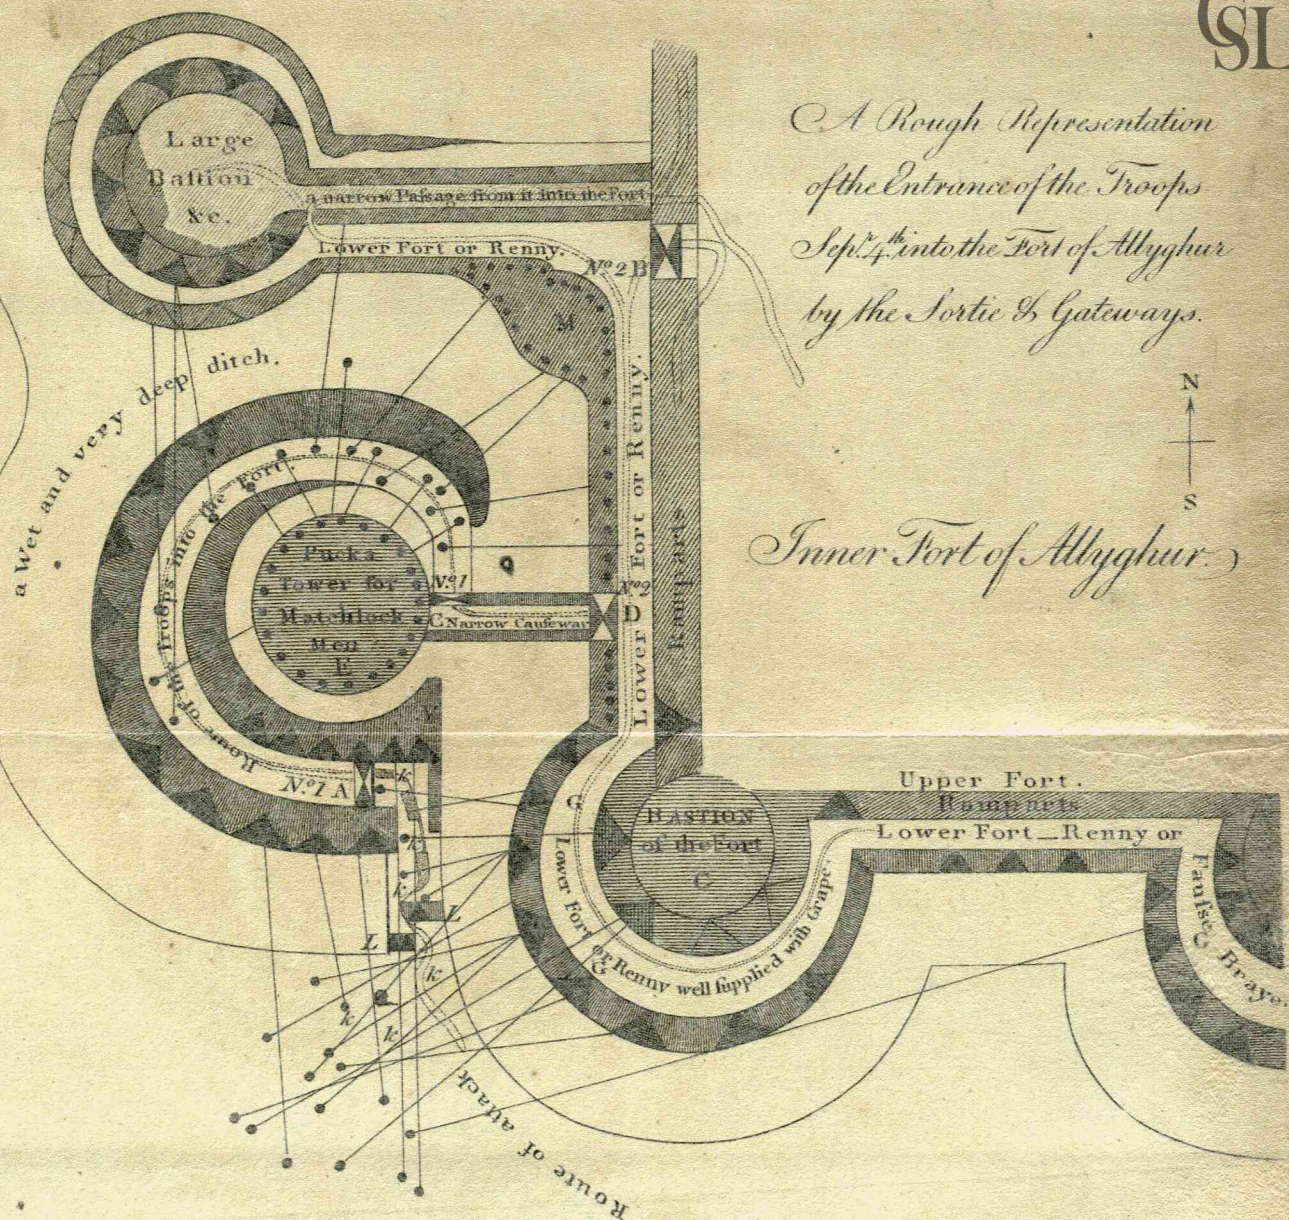 CSL
A Rough Representation
of the Entrance of the Troops
Sepr. 4th. into the Fort of Allyghur
by the Sortie & Gateways.
N
S
Inner Fort of Allyghur.
Large
Bastion
&c.
a narrow Paſsage from it into the Fort
Lower Fort or Renny.
No. 2 B
M
a Wet and very deep ditch.
Rout of the Troops into the Fort.
Pucka
Tower for
Matchlock
Men
E
No. 1
C Narrow Cauſeway
No. 2
D
Lower Fort or Renny.
Ramparts
No. 1. A
k
k
k
L
L
k
k
k
Route of attack
G
BASTION
of the Fort
C
Lower Fort or Renny well ſupplied with Grape.
G
Upper Fort.
Ramparts
Lower Fort—Renny or
Fauſse Braye.
G